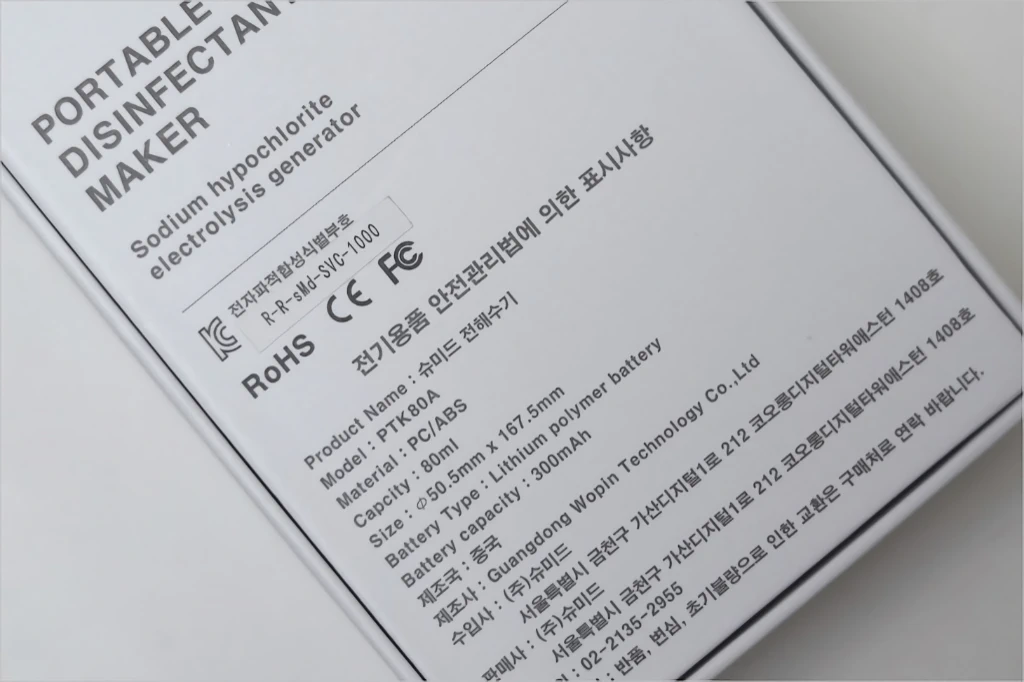 PORTABLE
DISINFECTANT
MAKER
Sodium hypochlorite
electrolysis generator
전자파적합성식별부호
R-R-sMd-SVC-1000
RoHS CE FC
전기용품 안전관리법에 의한 표시사항
Product Name : 슈미드 전해수기
Model : PTK80A
Material : PC/ABS
Capacity : 80ml
Size : Φ50.5mm x 167.5mm
Battery Type : Lithium polymer battery
Battery capacity : 300mAh
제조국 : 중국
제조사 : Guangdong Wopin Technology Co.,Ltd
수입사 : (주)슈미드
서울특별시 금천구 가산디지털1로 212 코오롱디지털타워애스턴 1408호
판매사 : (주)슈미드
서울특별시 금천구 가산디지털1로 212 코오롱디지털타워애스턴 1408호
: 02-2135-2955
: 반품, 변심, 초기불량으로 인한 교환은 구매처로 연락 바랍니다.